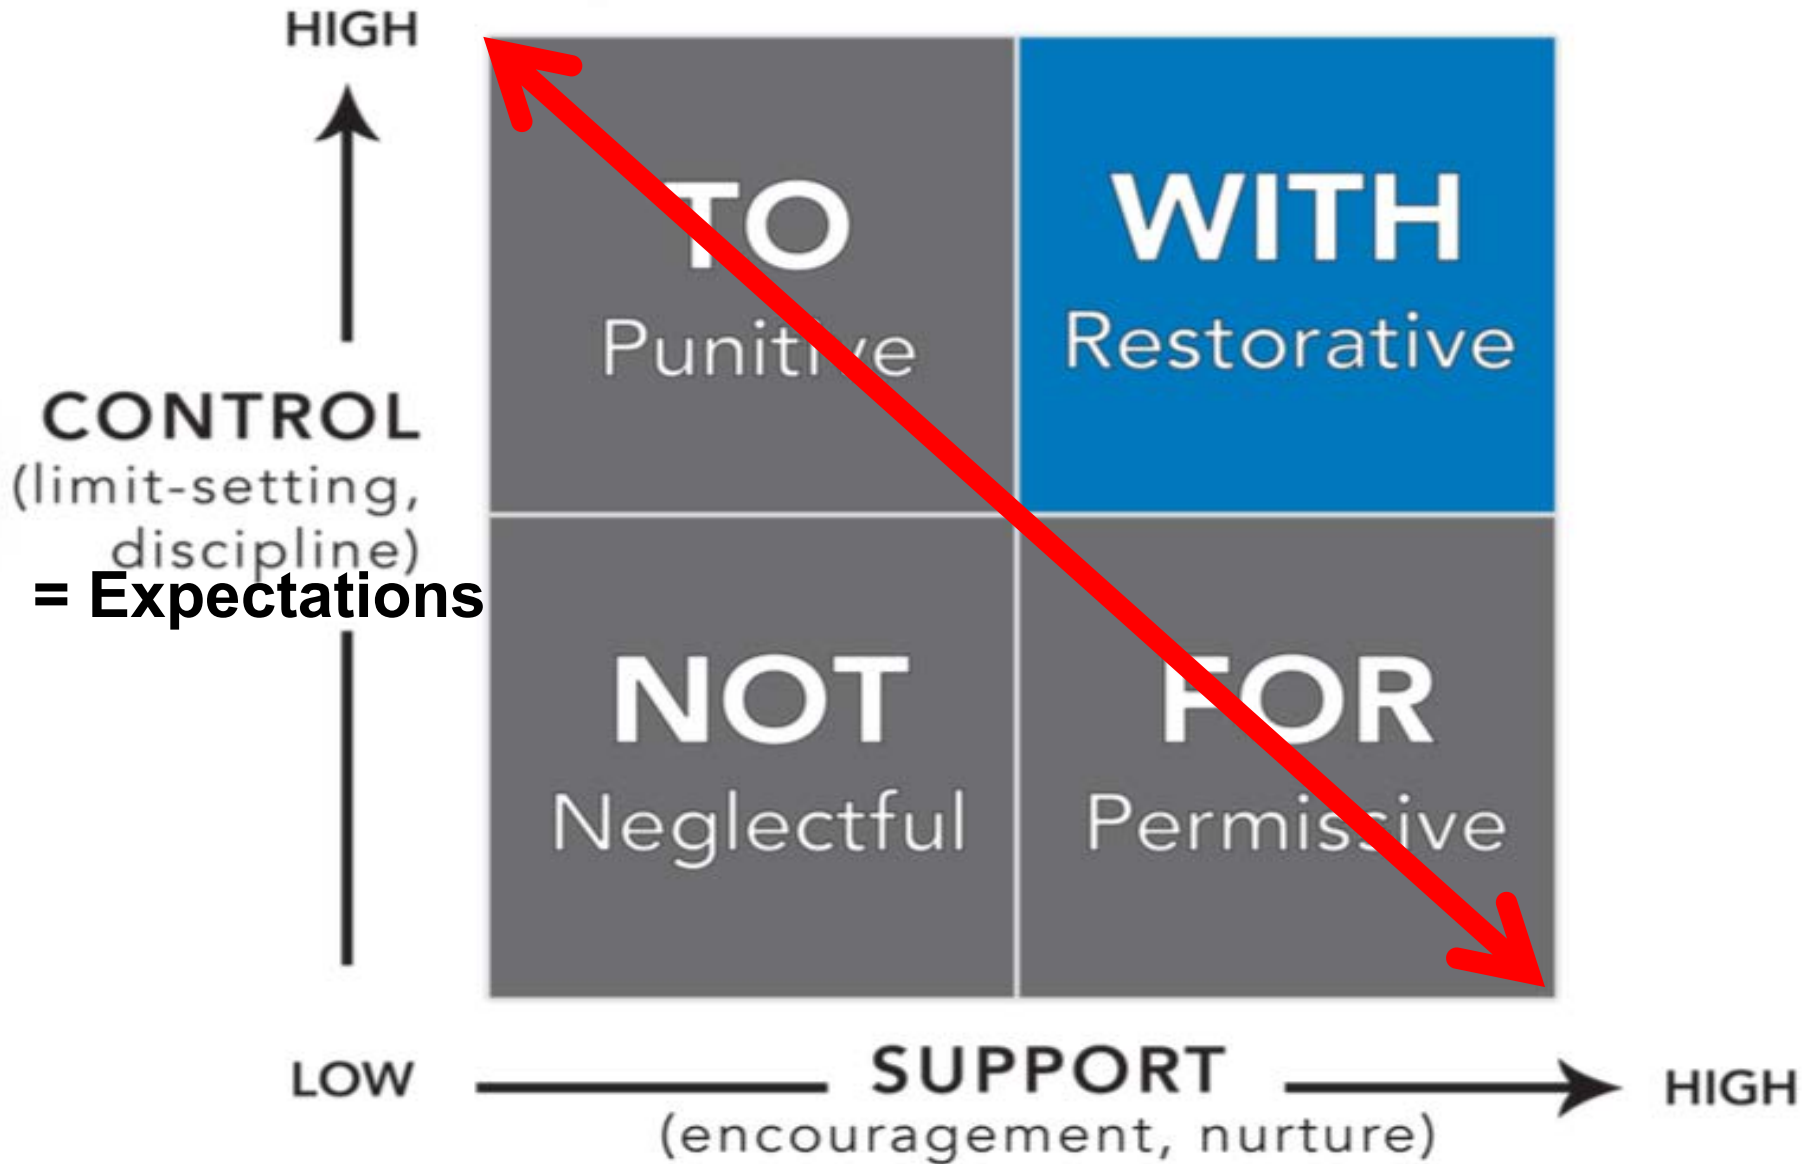 HIGH
TO
Punitive
WITH
Restorative
CONTROL
(limit-setting,
discipline)
= Expectations
NOT
Neglectful
FOR
Permissive
LOW
SUPPORT
(encouragement, nurture)
HIGH